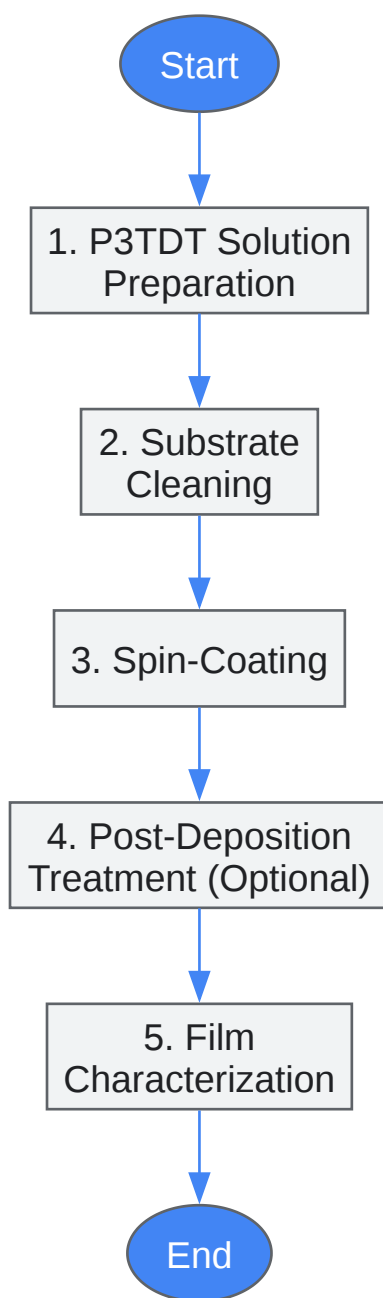 Start
1. P3TDT Solution
Preparation
2. Substrate
Cleaning
3. Spin-Coating
4. Post-Deposition
Treatment (Optional)
5. Film
Characterization
End